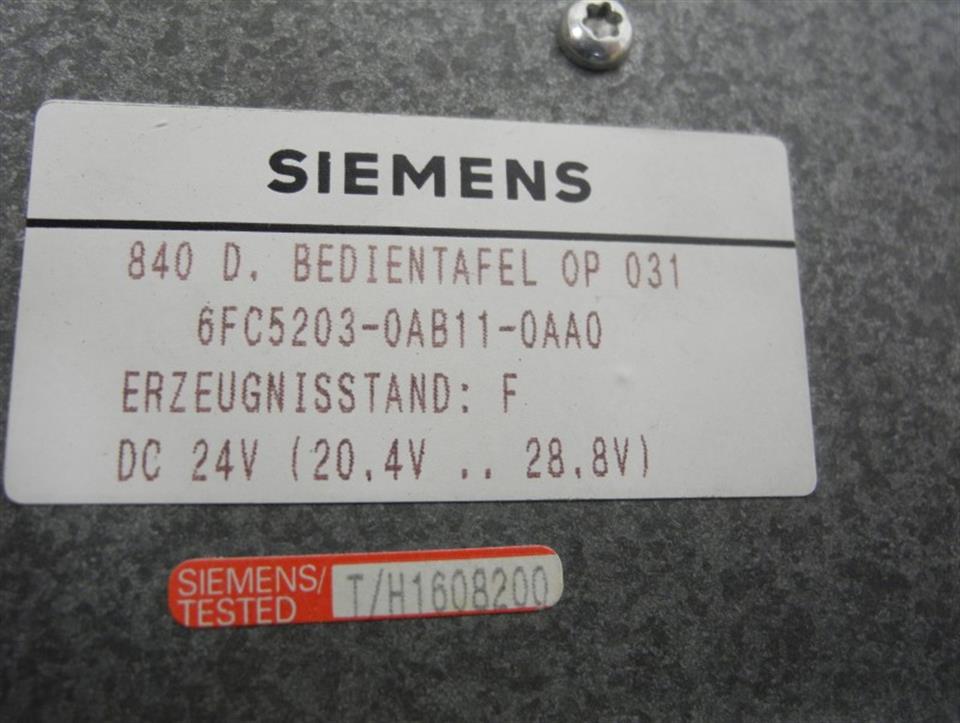 SIEMENS
840 D, BEDIENTAFEL OP 031
6FC5203-0AB11-0AA0
ERZEUGNISSTAND: F
DC 24V (20,4V .. 28,8V)
SIEMENS/
TESTED
T/H1608200